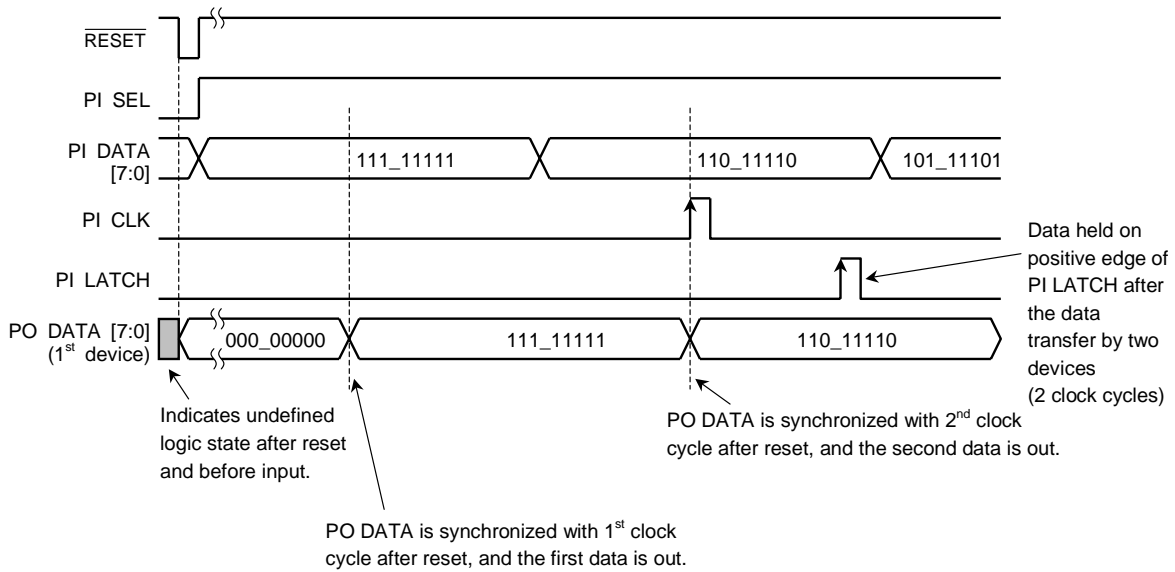 RESET
PI SEL
PI DATA
[7:0]
111_11111
110_11110
101_11101
PI CLK
PI LATCH
Data held on
positive edge of
PI LATCH after
the data
transfer by two
devices
(2 clock cycles)
PO DATA [7:0]
(1st device)
000_00000
111_11111
110_11110
Indicates undefined
logic state after reset
and before input.
PO DATA is synchronized with 2nd clock
cycle after reset, and the second data is out.
PO DATA is synchronized with 1st clock
cycle after reset, and the first data is out.